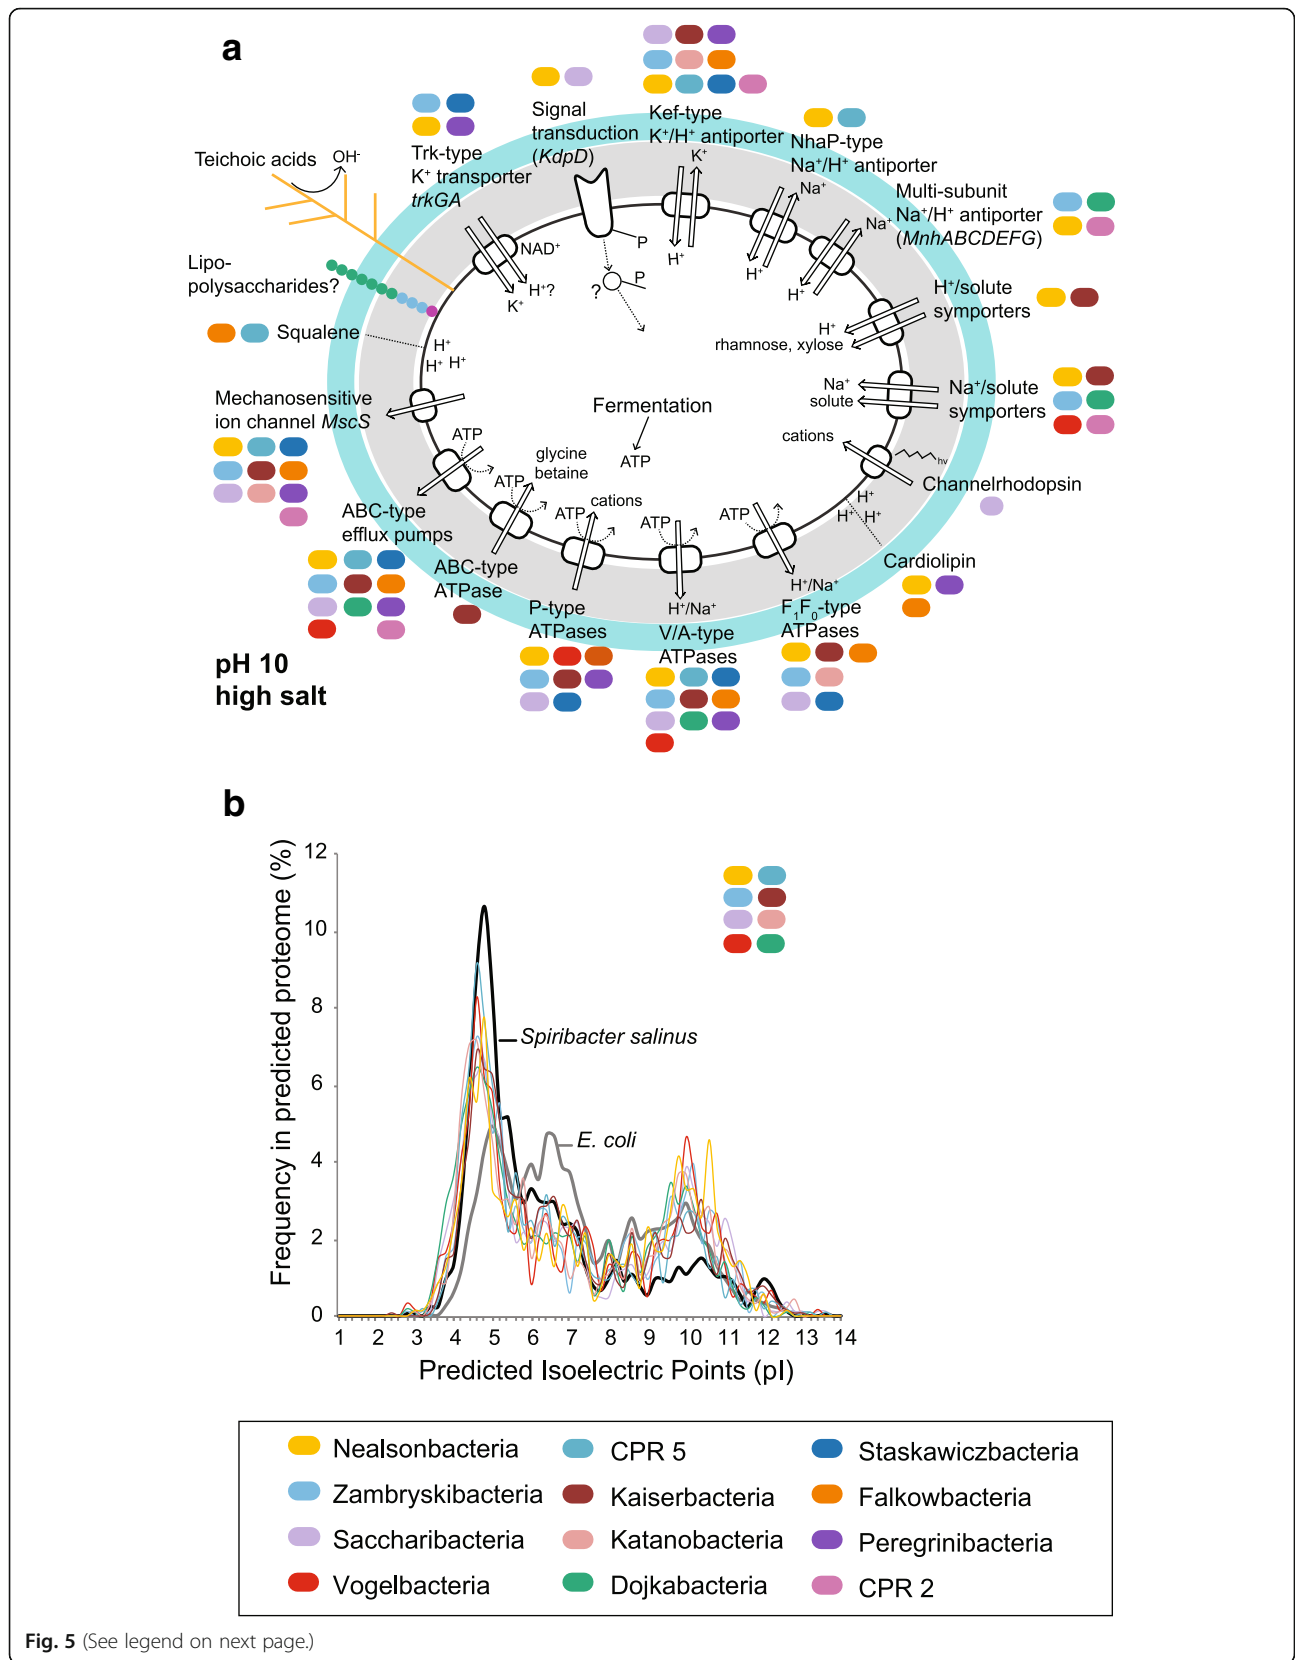 a
Signal
transduction
(KdpD)
Kef-type
K⁺/H⁺ antiporter
K⁺
H⁺
NhaP-type
Na⁺/H⁺ antiporter
Na⁺
H⁺
Multi-subunit
Na⁺/H⁺ antiporter
(MnhABCDEFG)
Na⁺
H⁺
Trk-type
K⁺ transporter
trkGA
NAD⁺
H⁺?
K⁺
P
P
?
Teichoic acids
OH⁻
Lipo-
polysaccharides?
Squalene
H⁺
H⁺ H⁺
H⁺/solute
symporters
H⁺
rhamnose, xylose
Na⁺/solute
symporters
Na⁺
solute
Mechanosensitive
ion channel MscS
Fermentation
ATP
cations
hv
Channelrhodopsin
H⁺
H⁺ H⁺
Cardiolipin
ATP
ABC-type
efflux pumps
glycine
betaine
ATP
ABC-type
ATPase
cations
ATP
P-type
ATPases
ATP
H⁺/Na⁺
V/A-type
ATPases
ATP
H⁺/Na⁺
F₁F₀-type
ATPases
pH 10
high salt
b
Frequency in predicted proteome (%)
12
10
8
6
4
2
0
Spiribacter salinus
E. coli
1 2 3 4 5 6 7 8 9 10 11 12 13 14
Predicted Isoelectric Points (pI)
Nealsonbacteria CPR 5 Staskawiczbacteria
Zambryskibacteria Kaiserbacteria Falkowbacteria
Saccharibacteria Katanobacteria Peregrinibacteria
Vogelbacteria Dojkabacteria CPR 2
Fig. 5 (See legend on next page.)